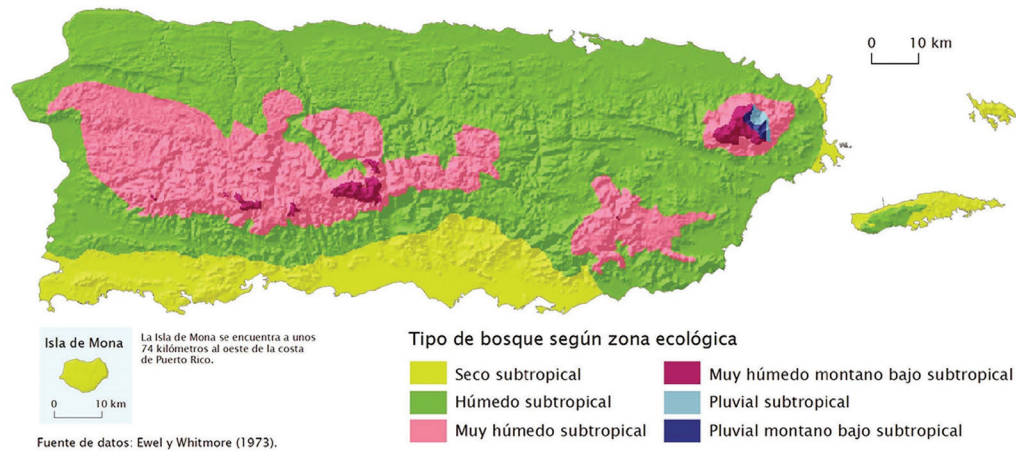 0 10 km
Isla de Mona
0 10 km
La Isla de Mona se encuentra a unos
74 kilómetros al oeste de la costa
de Puerto Rico.
Fuente de datos: Ewel y Whitmore (1973).
Tipo de bosque según zona ecológica
Seco subtropical
Húmedo subtropical
Muy húmedo subtropical
Muy húmedo montano bajo subtropical
Pluvial subtropical
Pluvial montano bajo subtropical